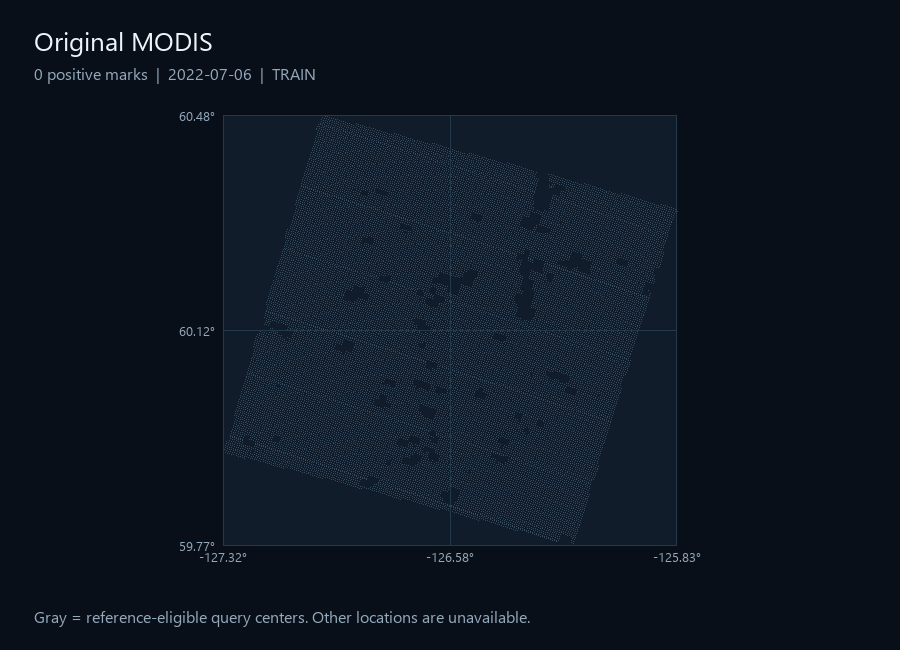 Original MODIS
0 positive marks | 2022-07-06 | TRAIN
60.48°
60.12°
59.77°
-127.32°
-126.58°
-125.83°
Gray = reference-eligible query centers. Other locations are unavailable.